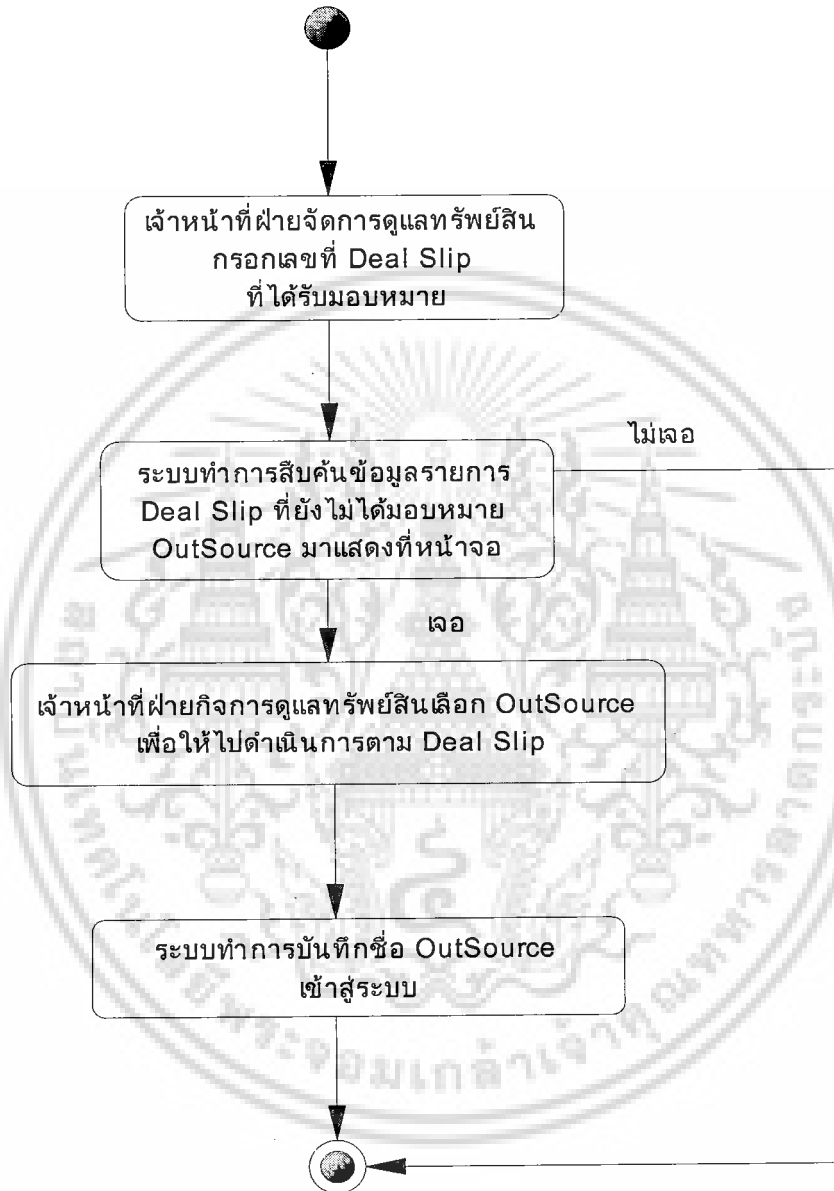 เจ้าหน้าที่ฝ่ายจัดการดูแลทรัพย์สิน
กรอกเลขที่ Deal Slip
ที่ได้รับมอบหมาย
ไม่เจอ
ระบบทำการสืบค้นข้อมูลรายการ
Deal Slip ที่ยังไม่ได้มอบหมาย
OutSource มาแสดงที่หน้าจอ
เจอ
เจ้าหน้าที่ฝ่ายกิจการดูแลทรัพย์สินเลือก OutSource
เพื่อให้ไปดำเนินการตาม Deal Slip
ระบบทำการบันทึกชื่อ OutSource
เข้าสู่ระบบ